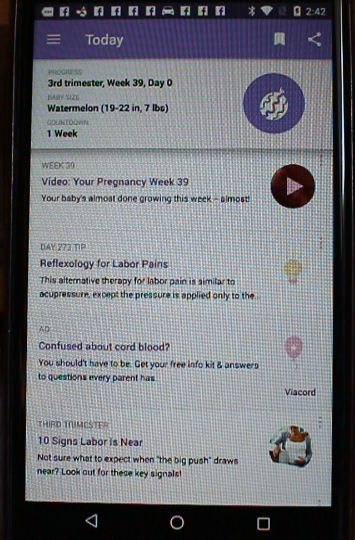 2:42
Today
PROGRESS
3rd trimester, Week 39, Day 0
BABY SIZE
Watermelon (19-22 in, 7 lbs)
COUNTDOWN
1 Week
WEEK 39
Video: Your Pregnancy Week 39
Your baby's almost done growing this week – almost!
DAY 273 TIP
Reflexology for Labor Pains
This alternative therapy for labor pain is similar to
acupressure, except the pressure is applied only to the...
AD
Confused about cord blood?
You shouldn't have to be. Get your free info kit & answers
to questions every parent has.
Viacord
THIRD TRIMESTER
10 Signs Labor is Near
Not sure what to expect when "the big push" draws
near? Look out for these key signals!